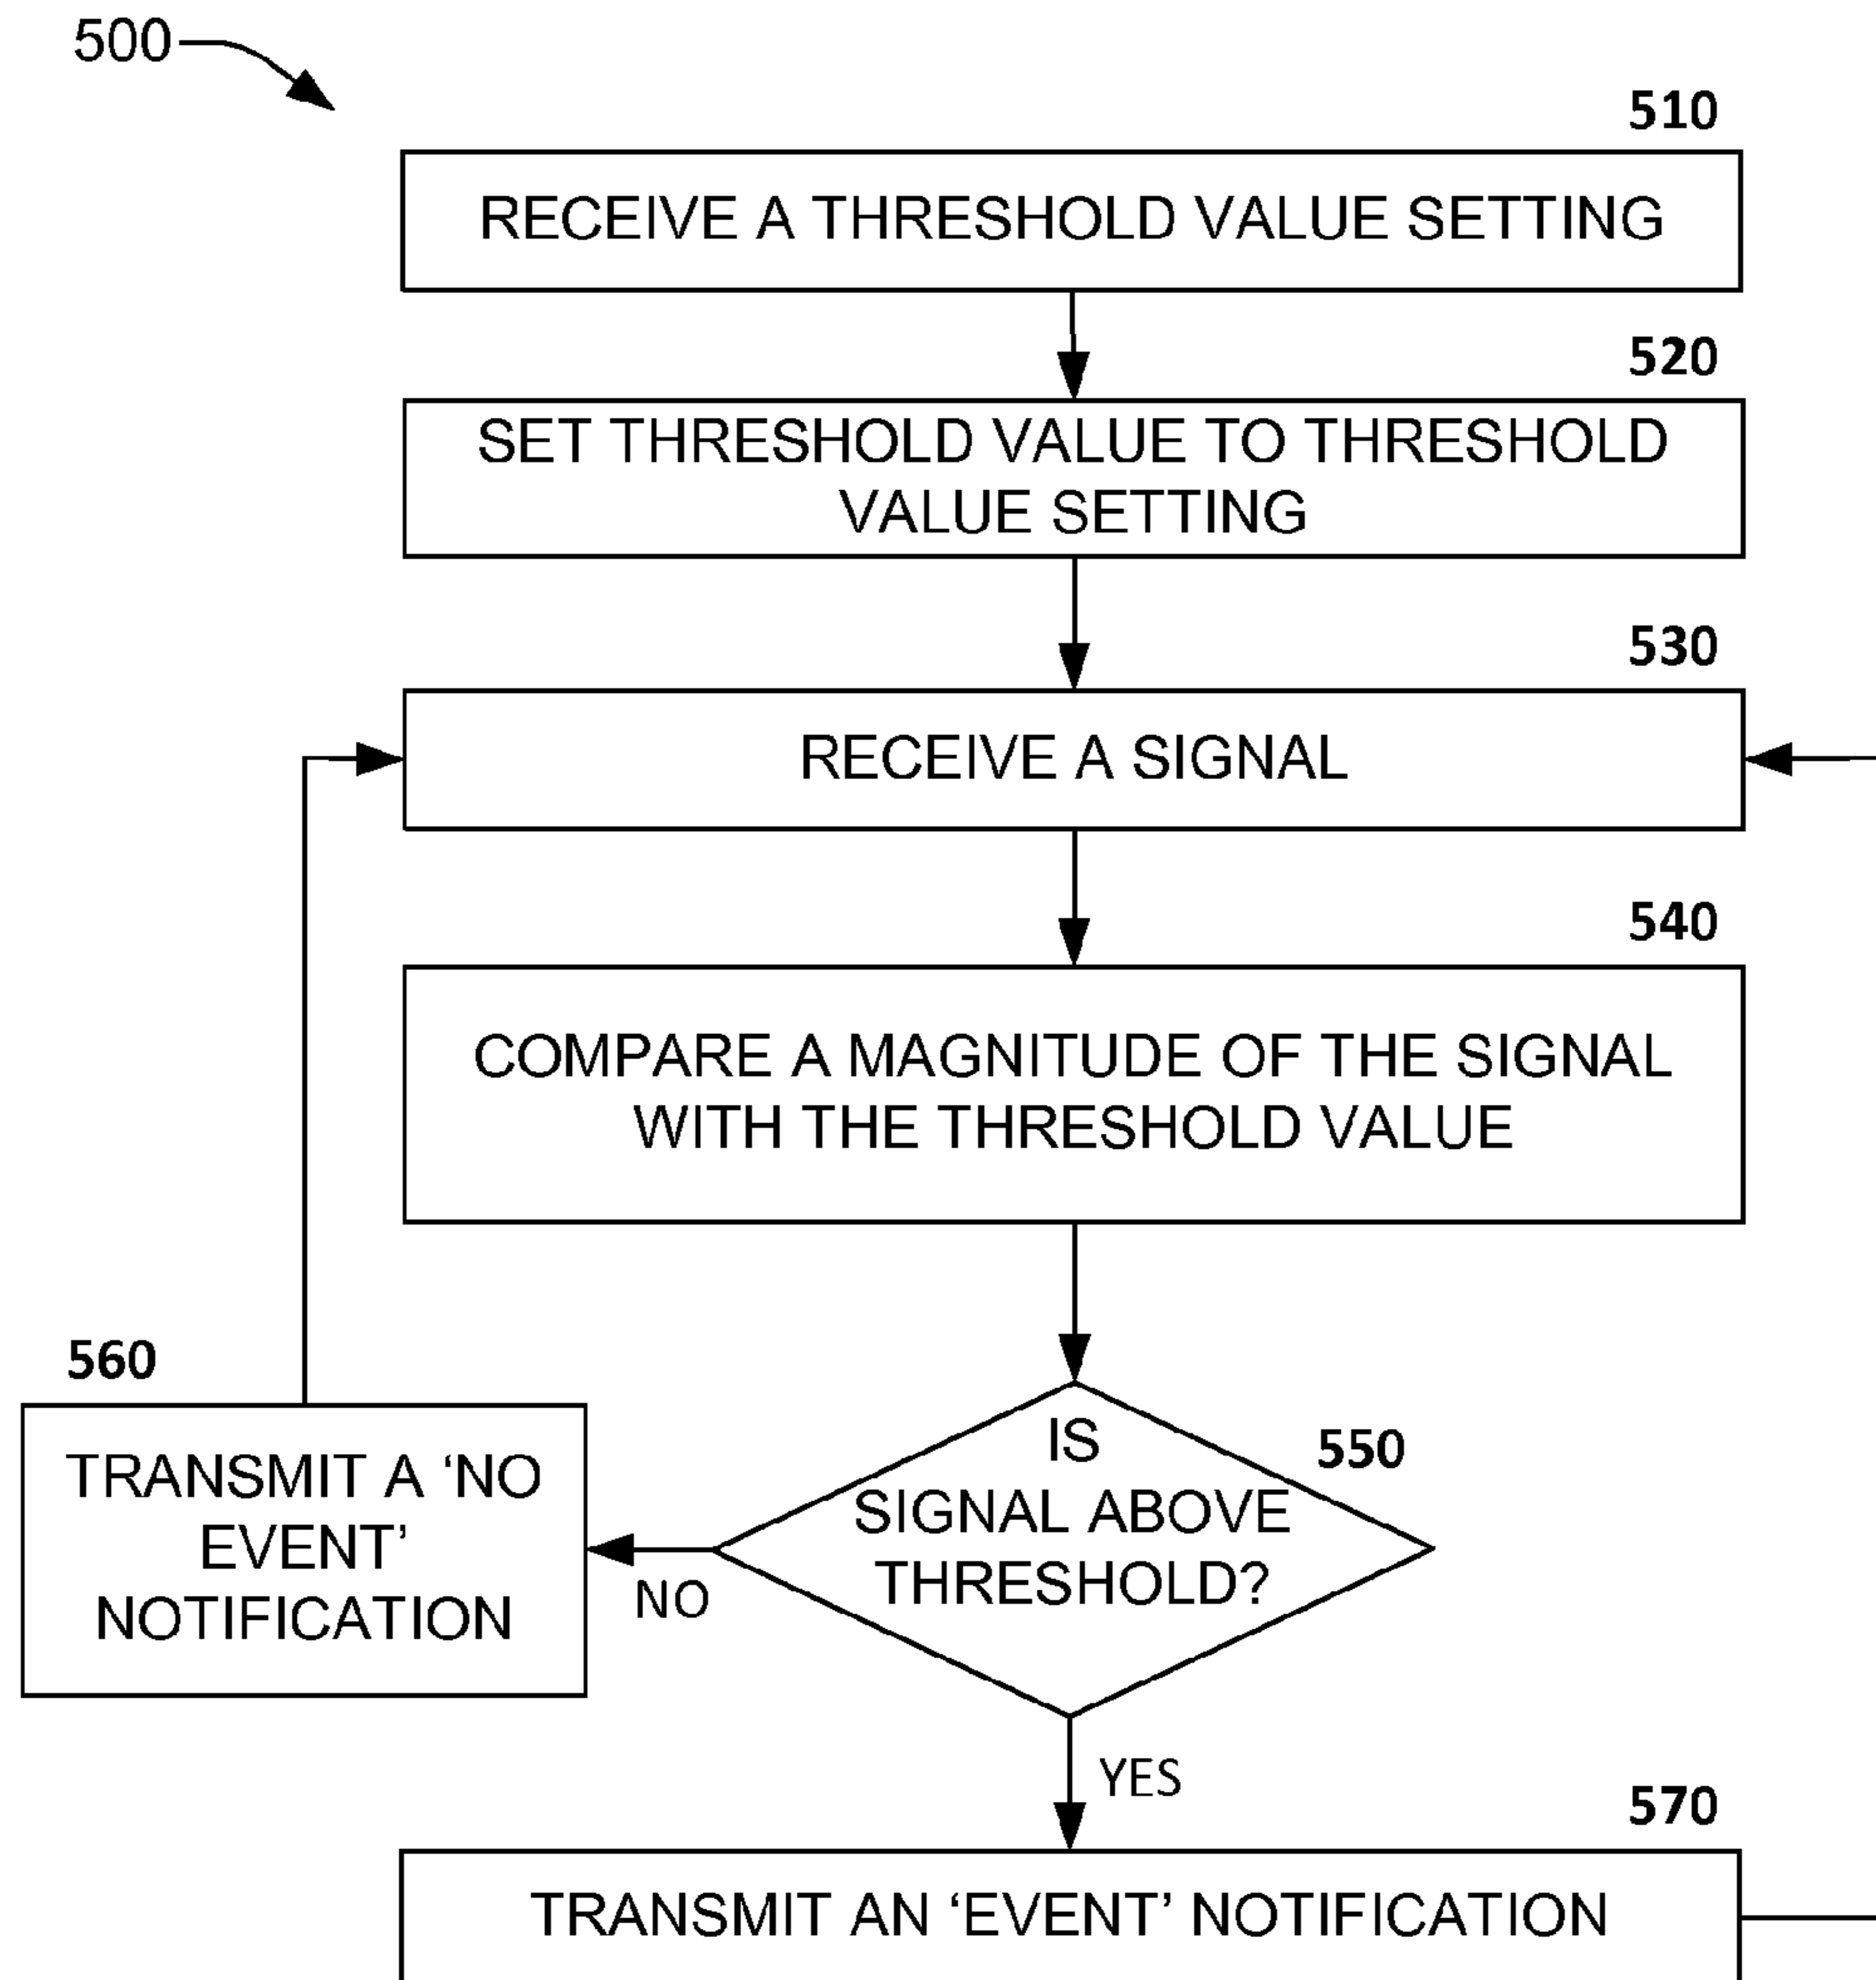 500
510
RECEIVE A THRESHOLD VALUE SETTING
520
SET THRESHOLD VALUE TO THRESHOLD
VALUE SETTING
530
RECEIVE A SIGNAL
540
COMPARE A MAGNITUDE OF THE SIGNAL
WITH THE THRESHOLD VALUE
560
TRANSMIT A ‘NO
EVENT’
NOTIFICATION
NO
IS
SIGNAL ABOVE
THRESHOLD?
550
YES
570
TRANSMIT AN ‘EVENT’ NOTIFICATION